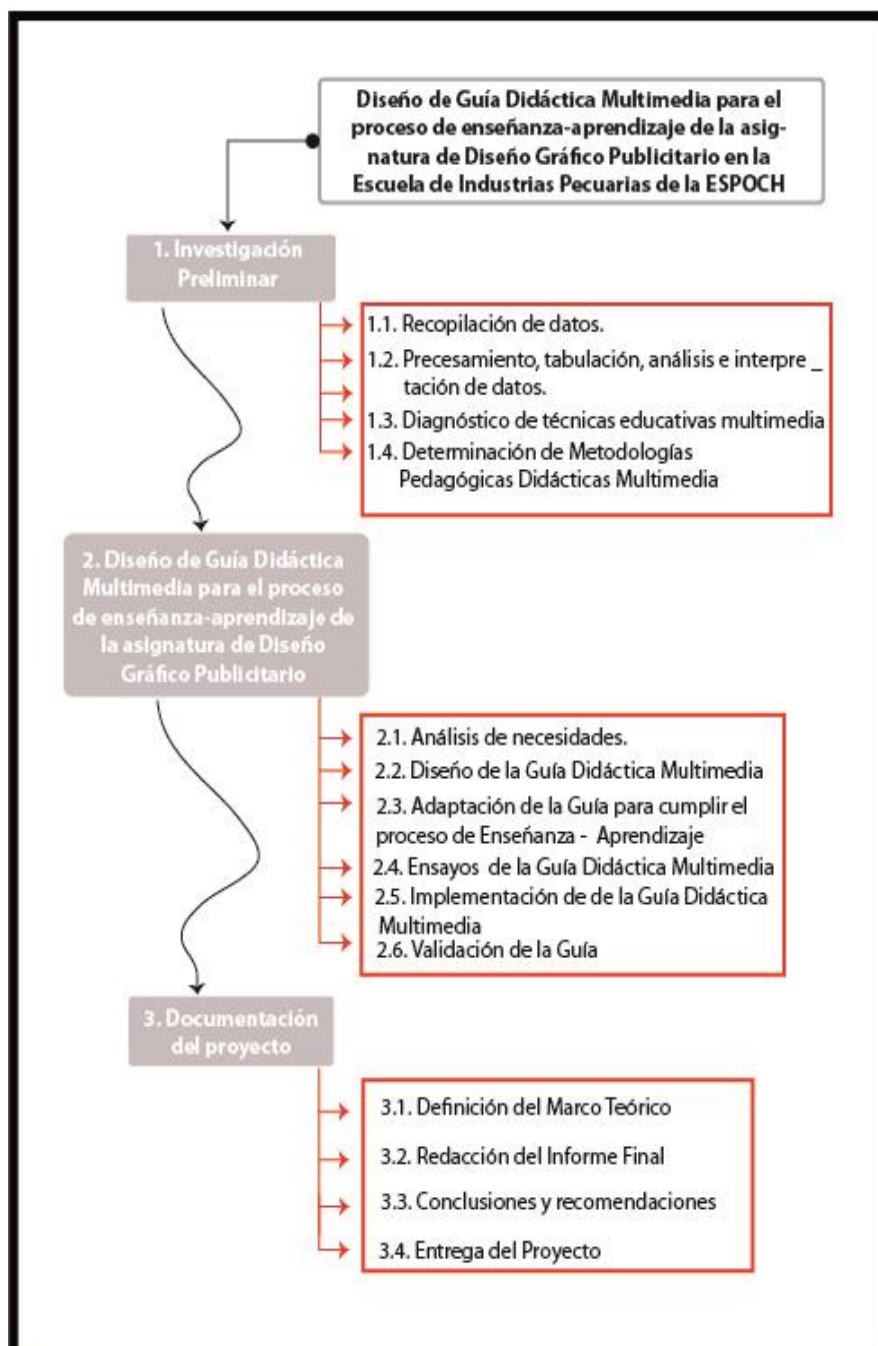 Diseño de Guía Didáctica Multimedia para el
proceso de enseñanza-aprendizaje de la asig-
natura de Diseño Gráfico Publicitario en la
Escuela de Industrias Pecuarias de la ESPOCH
1. Investigación
Preliminar
1.1. Recopilación de datos.
1.2. Precesamiento, tabulación, análisis e interpre _
tación de datos.
1.3. Diagnóstico de técnicas educativas multimedia
1.4. Determinación de Metodologías
Pedagógicas Didácticas Multimedia
2. Diseño de Guía Didáctica
Multimedia para el proceso
de enseñanza-aprendizaje de
la asignatura de Diseño
Gráfico Publicitario
2.1. Análisis de necesidades.
2.2. Diseño de la Guía Didáctica Multimedia
2.3. Adaptación de la Guía para cumplir el
proceso de Enseñanza - Aprendizaje
2.4. Ensayos de la Guía Didáctica Multimedia
2.5. Implementación de de la Guía Didáctica
Multimedia
2.6. Validación de la Guía
3. Documentación
del proyecto
3.1. Definición del Marco Teórico
3.2. Redacción del Informe Final
3.3. Conclusiones y recomendaciones
3.4. Entrega del Proyecto